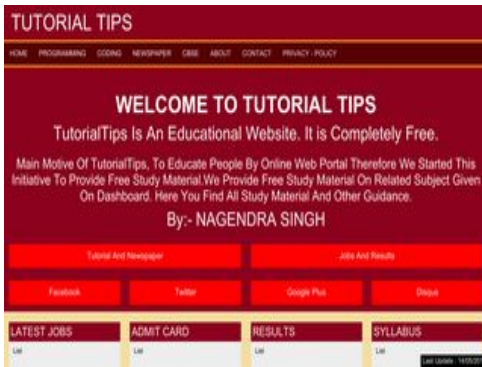 TUTORIAL TIPS
HOME PROGRAMMING CODING NEWSPAPER CBSE ABOUT CONTACT PRIVACY - POLICY
WELCOME TO TUTORIAL TIPS
TutorialTips Is An Educational Website. It is Completely Free.
Main Motive Of TutorialTips, To Educate People By Online Web Portal Therefore We Started This
Initiative To Provide Free Study Material.We Provide Free Study Material On Related Subject Given
On Dashboard. Here You Find All Study Material And Other Guidance.
By:- NAGENDRA SINGH
Tutorial And Newspaper Jobs And Results
Facebook Twitter Google Plus Disqus
LATEST JOBS ADMIT CARD RESULTS SYLLABUS
List List List List
Last Update :